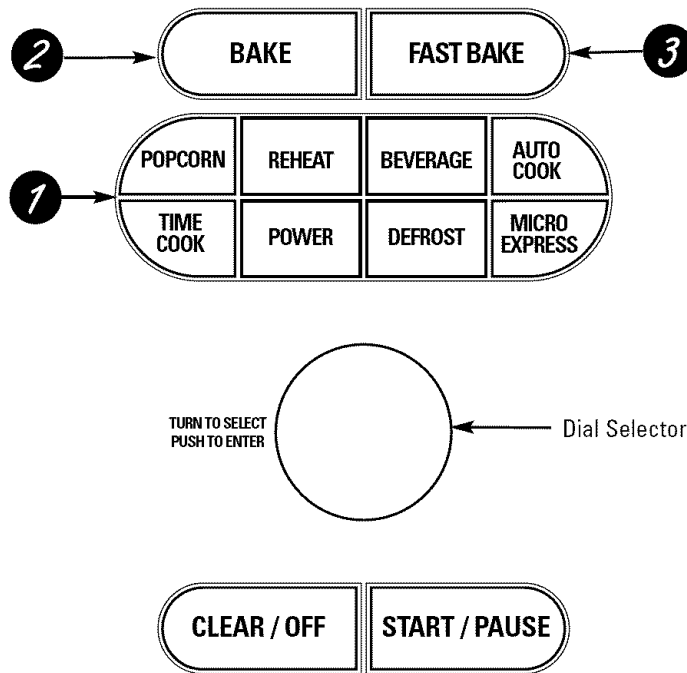 2
BAKE
FAST BAKE
3
1
POPCORN
REHEAT
BEVERAGE
AUTO
COOK
TIME
COOK
POWER
DEFROST
MICRO
EXPRESS
TURN TO SELECT
PUSH TO ENTER
Dial Selector
CLEAR / OFF
START / PAUSE